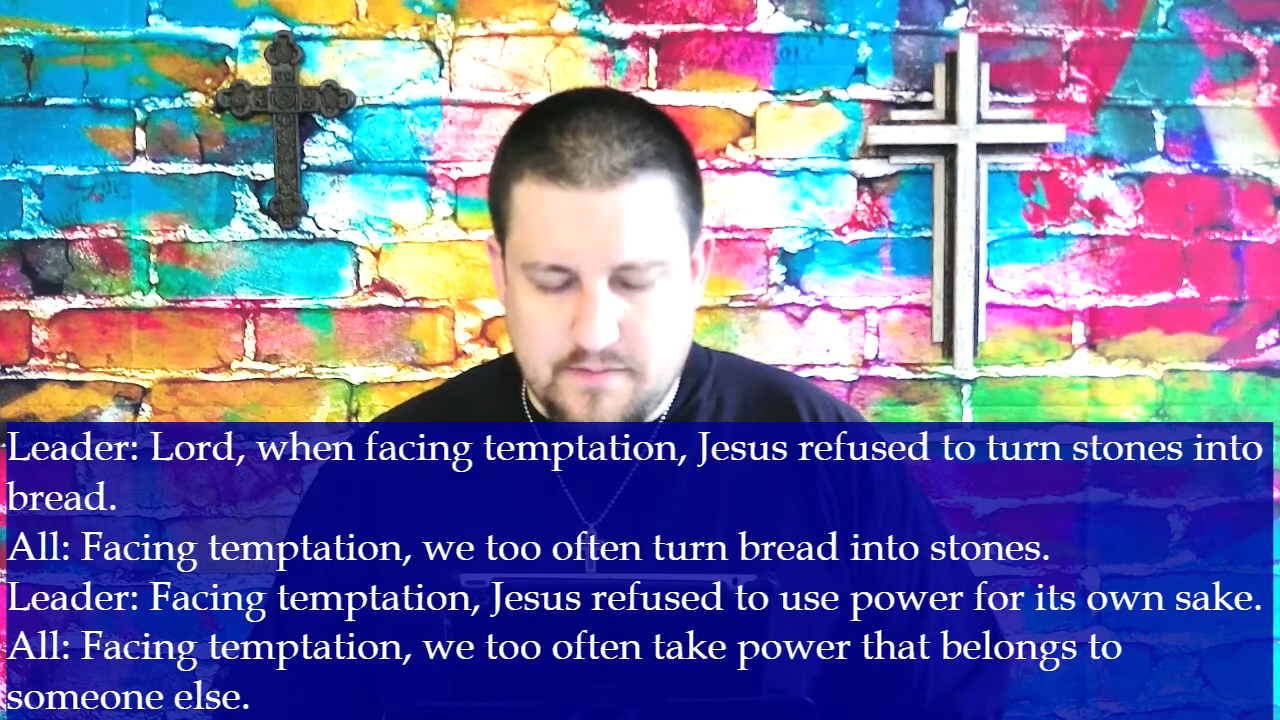 Leader: Lord, when facing temptation, Jesus refused to turn stones into
bread.
All: Facing temptation, we too often turn bread into stones.
Leader: Facing temptation, Jesus refused to use power for its own sake.
All: Facing temptation, we too often take power that belongs to
someone else.